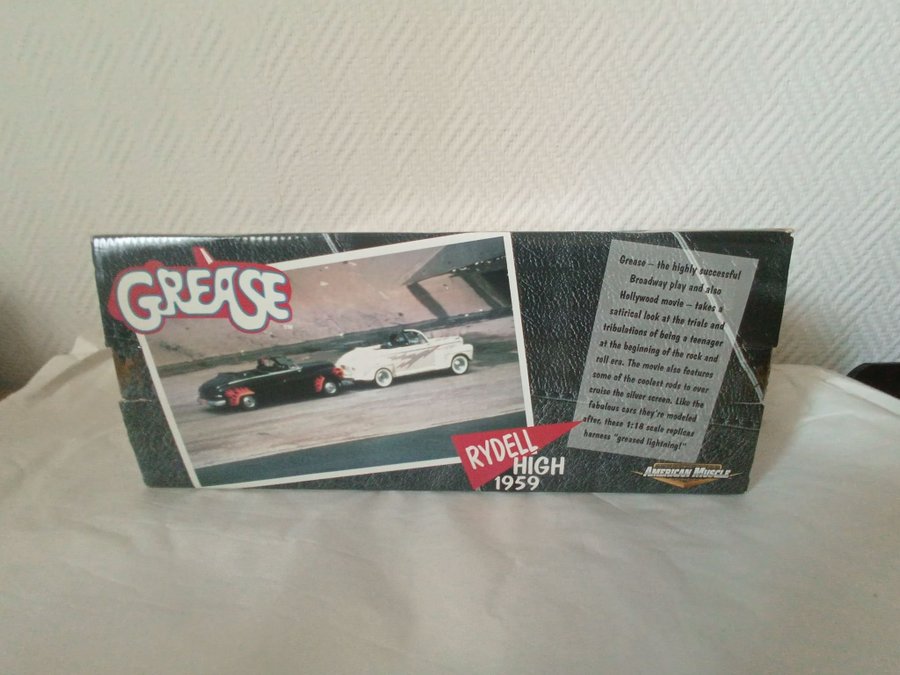 GREASE
™
Grease – the highly successful
Broadway play and also
Hollywood movie – takes a
satirical look at the trials and
tribulations of being a teenager
at the beginning of the rock and
roll era. The movie also features
some of the coolest rods to ever
cruise the silver screen. Like the
fabulous cars they're modeled
after, these 1:18 scale replicas
harness "greased lightning!"
RYDELL
HIGH
1959
AMERICAN MUSCLE